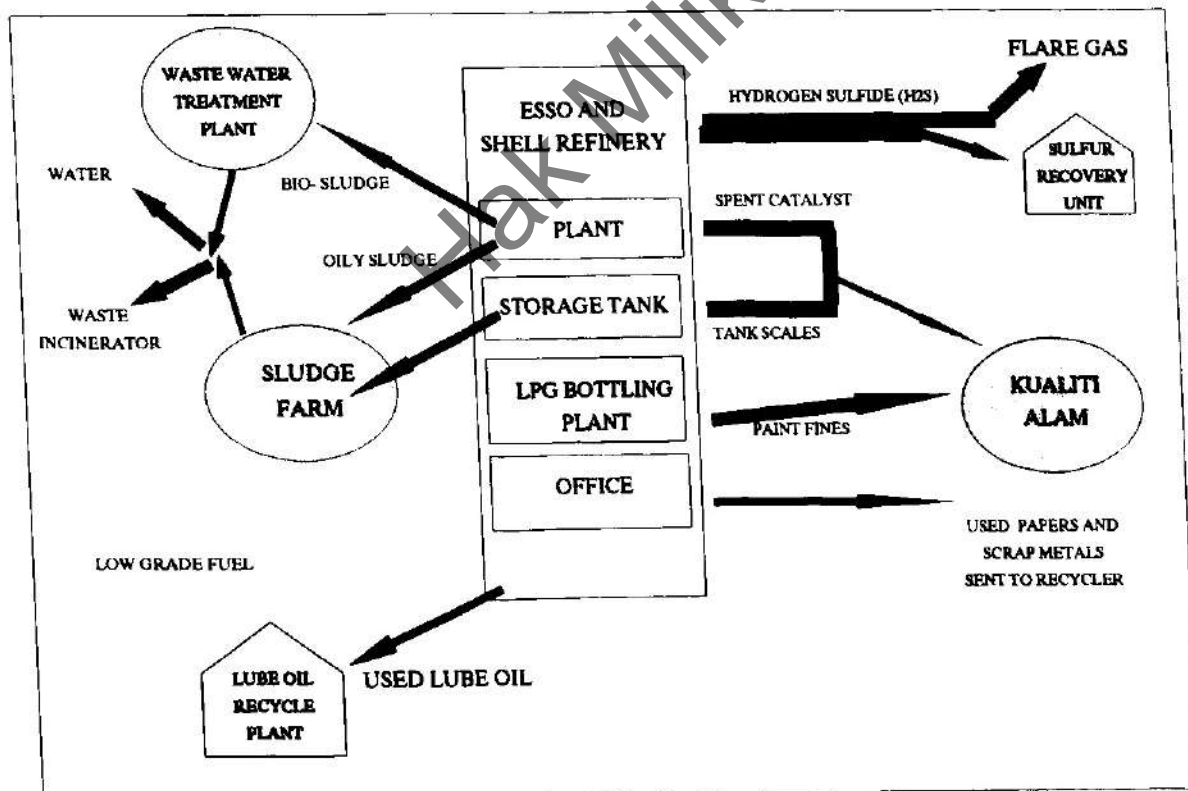 Hak Milik
WASTE WATER
TREATMENT
PLANT
WATER
BIO- SLUDGE
OILY SLUDGE
WASTE
INCINERATOR
SLUDGE
FARM
LOW GRADE FUEL
LUBE OIL
RECYCLE
PLANT
USED LUBE OIL
ESSO AND
SHELL REFINERY
PLANT
STORAGE TANK
LPG BOTTLING
PLANT
OFFICE
HYDROGEN SULFIDE (H2S)
FLARE GAS
SULFUR
RECOVERY
UNIT
SPENT CATALYST
TANK SCALES
KUALITI
ALAM
PAINT FINES
USED PAPERS AND
SCRAP METALS
SENT TO RECYCLER